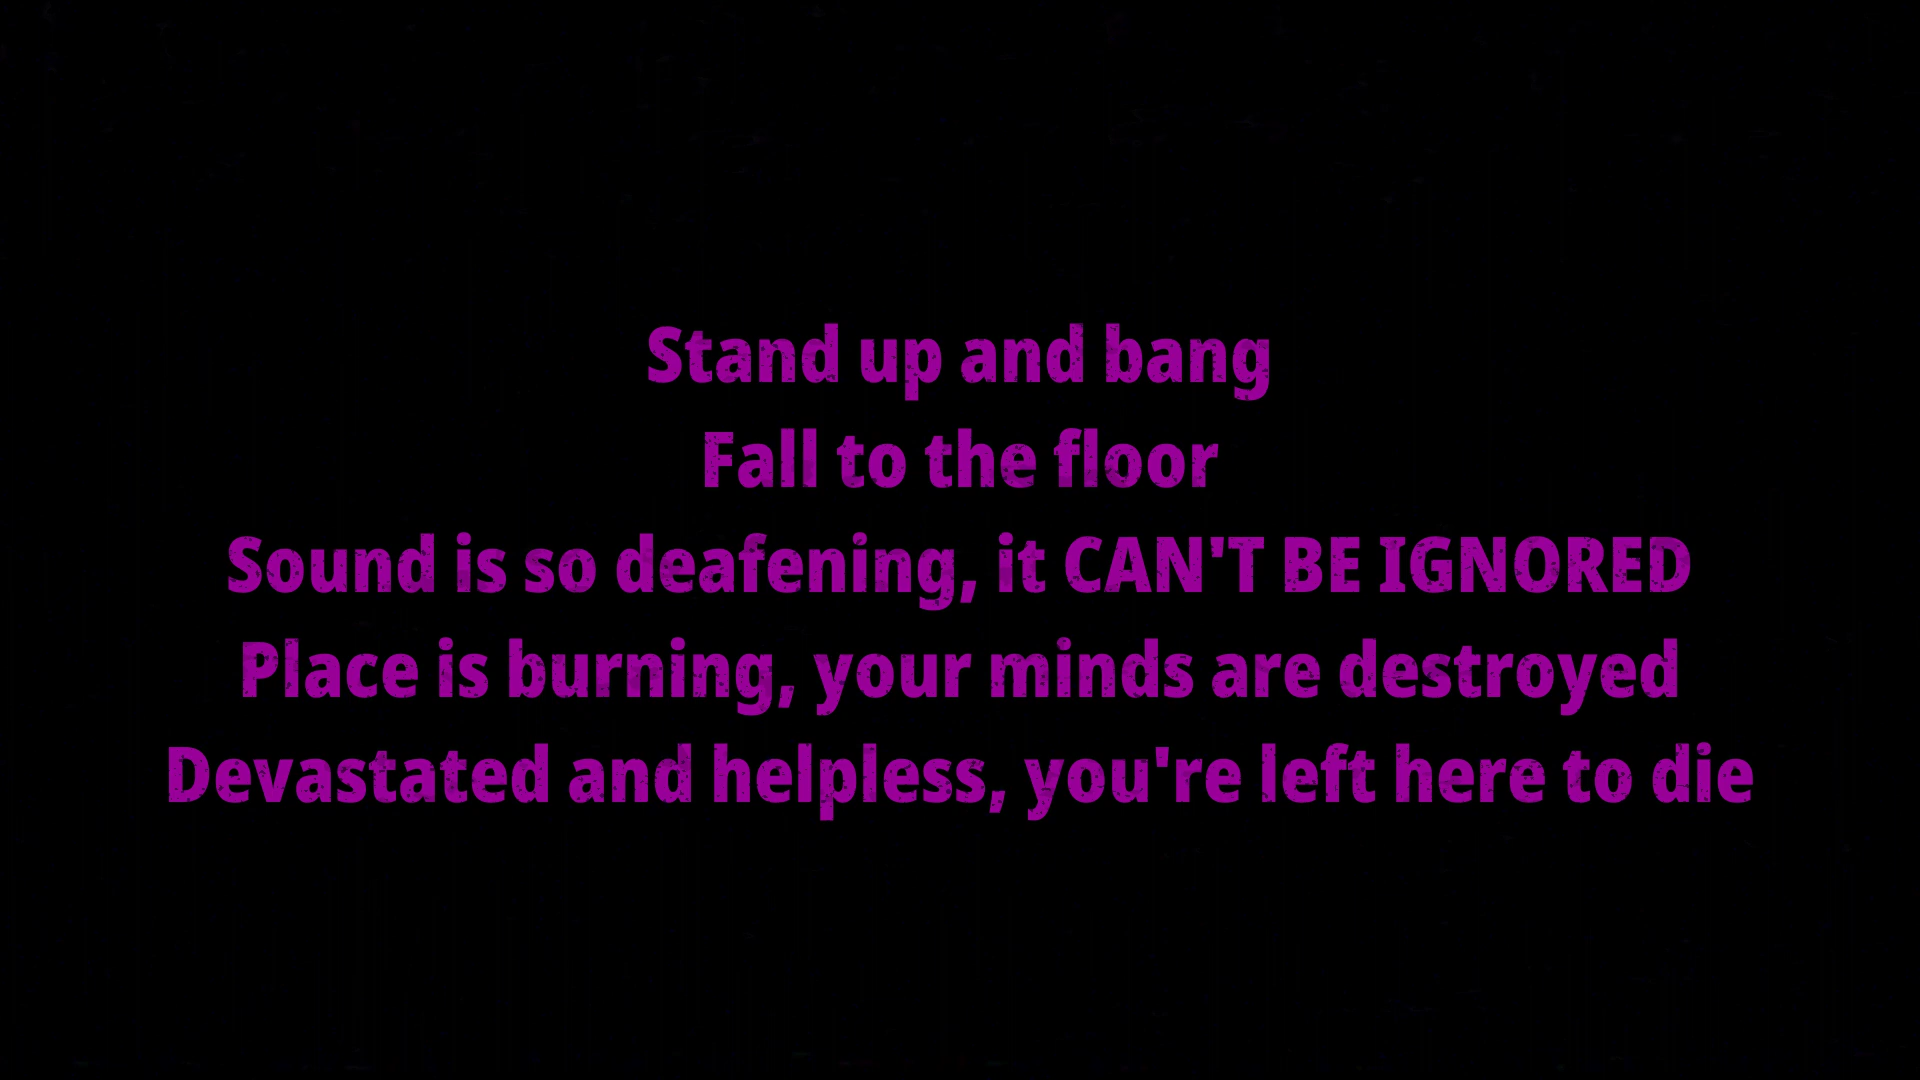 Stand up and bang
Fall to the floor
Sound is so deafening, it CAN'T BE IGNORED
Place is burning, your minds are destroyed
Devastated and helpless, you're left here to die